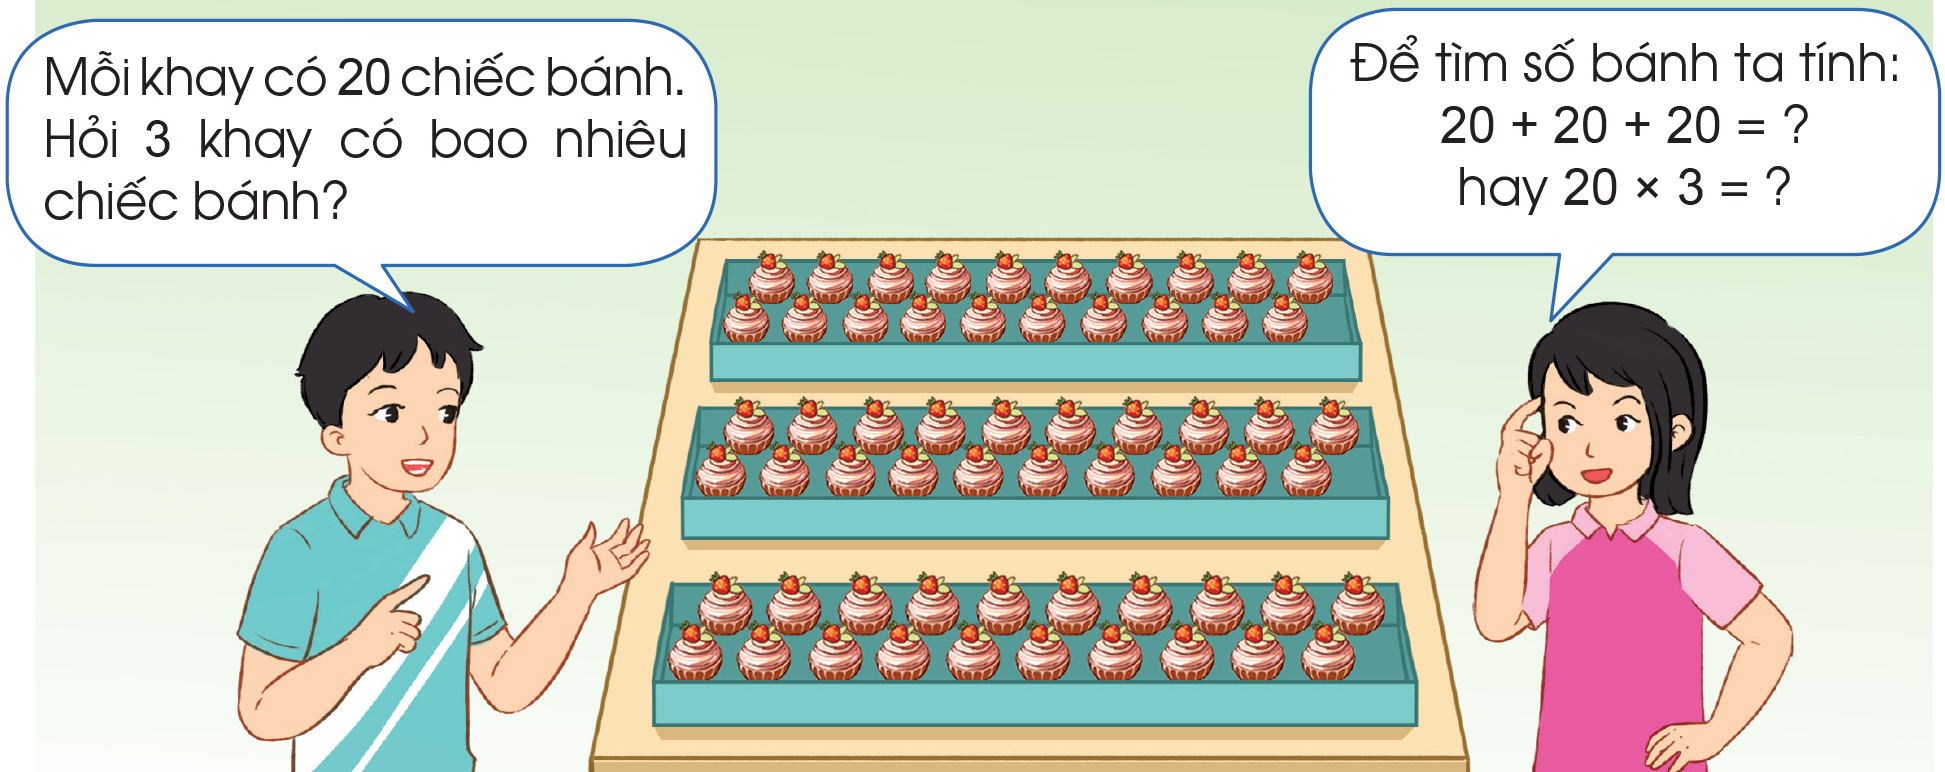 Mỗi khay có 20 chiếc bánh.
Hỏi 3 khay có bao nhiêu
chiếc bánh?
Để tìm số bánh ta tính:
20 + 20 + 20 = ?
hay 20 × 3 = ?